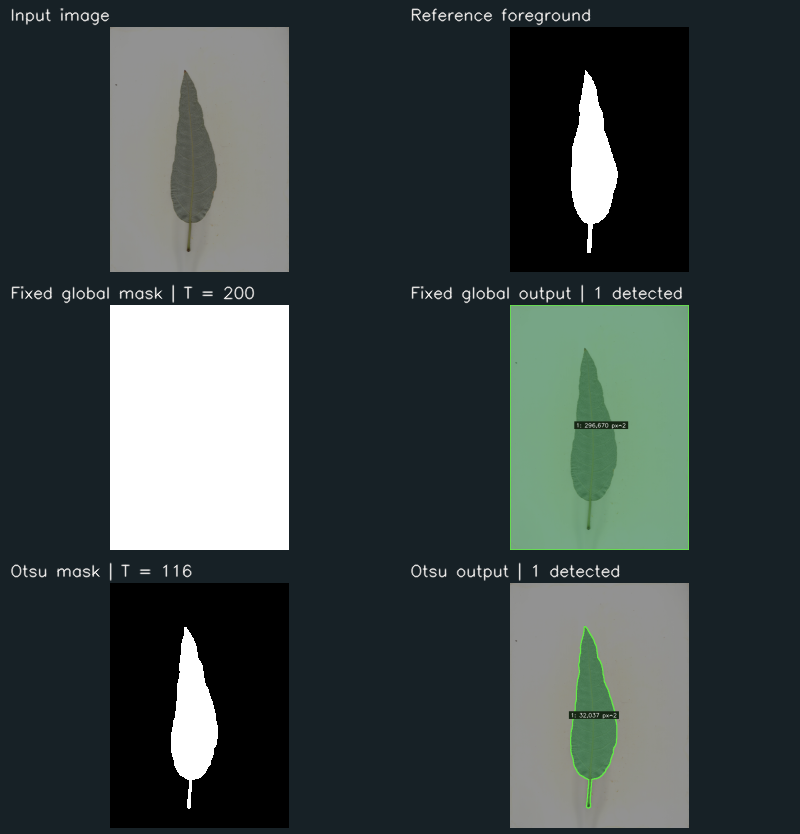 Input image
Reference foreground
Fixed global mask | T = 200
Fixed global output | 1 detected
1: 296,670 px~2
Otsu mask | T = 116
Otsu output | 1 detected
1: 32,037 px~2